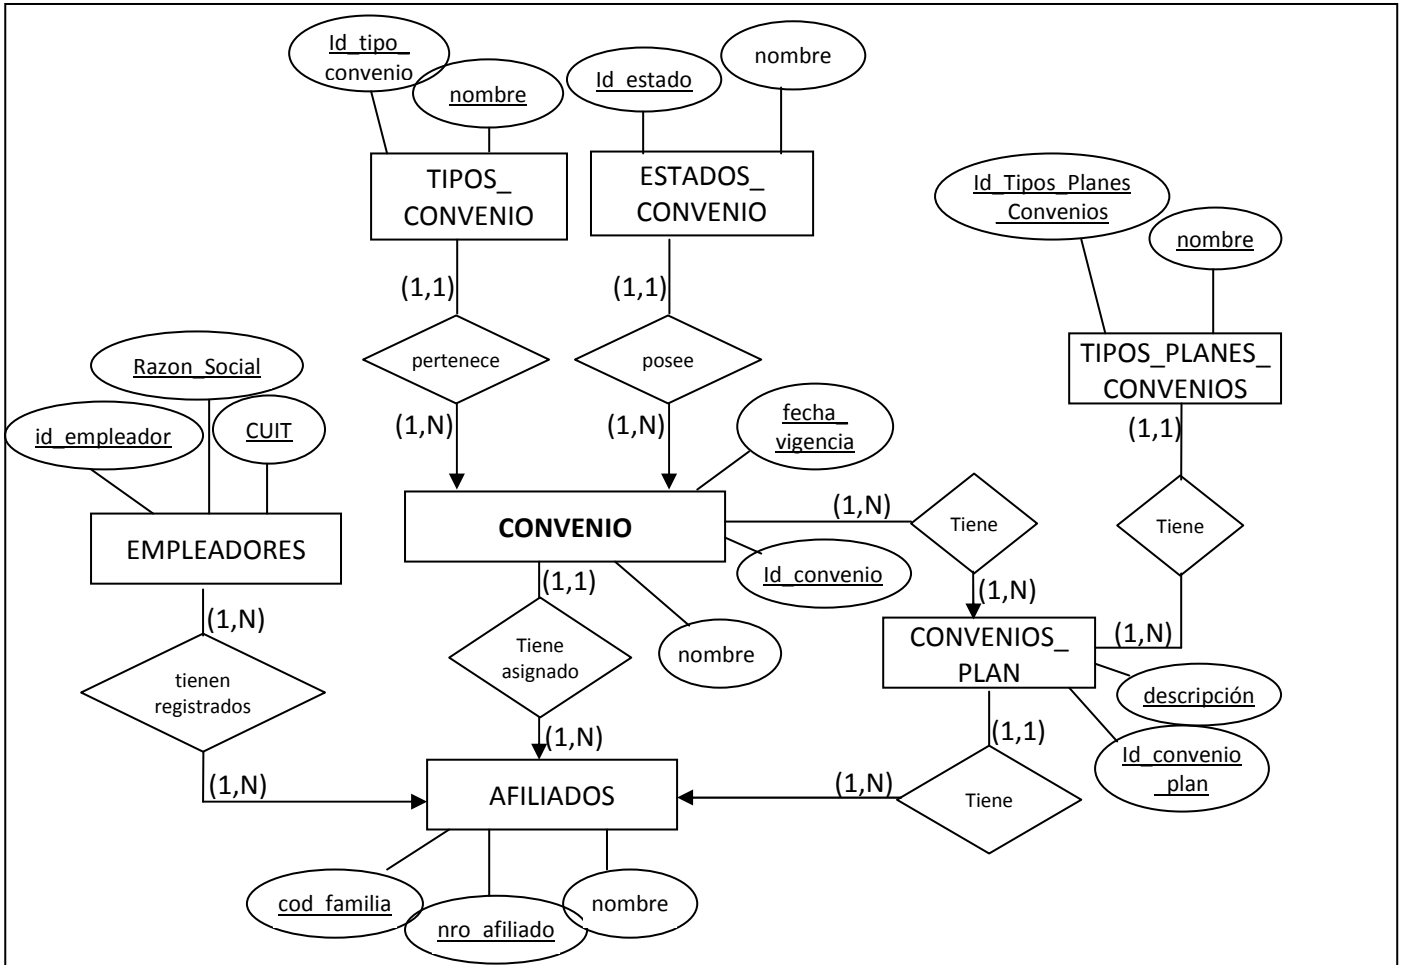 Id_tipo_
convenio
nombre
Id_estado
nombre
TIPOS_
CONVENIO
ESTADOS_
CONVENIO
Id_Tipos_Planes
_Convenios
nombre
(1,1)
(1,1)
pertenece
posee
TIPOS_PLANES_
CONVENIOS
Razon_Social
id_empleador
CUIT
(1,N)
(1,N)
fecha_
vigencia
(1,1)
EMPLEADORES
CONVENIO
(1,N)
Tiene
Tiene
Id_convenio
(1,1)
(1,N)
(1,N)
(1,N)
tienen
registrados
Tiene
asignado
nombre
CONVENIOS_
PLAN
descripción
(1,N)
(1,1)
Id_convenio
_plan
(1,N)
AFILIADOS
(1,N)
Tiene
cod_familia
nro_afiliado
nombre